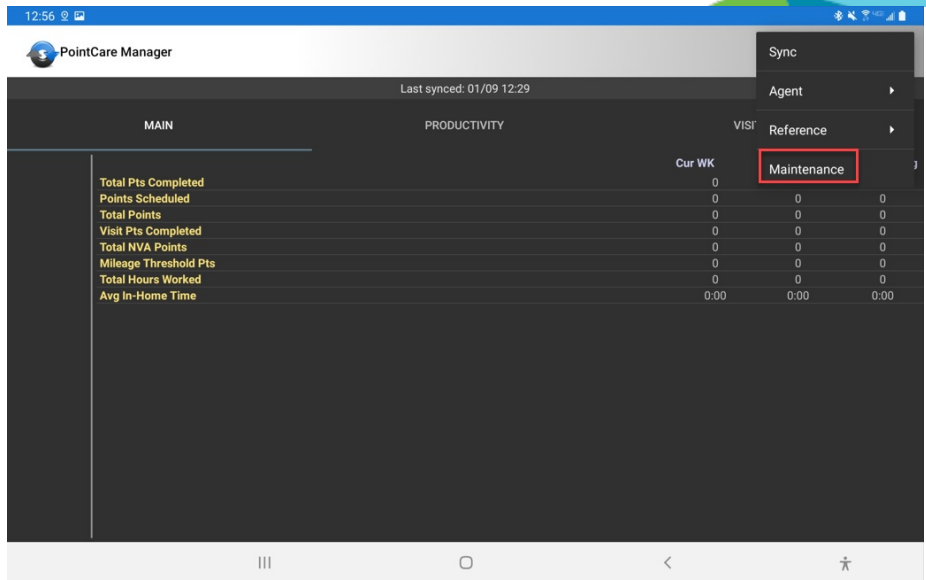 12:56
PointCare Manager
Last synced: 01/09 12:29
Sync
Agent
Reference
Maintenance
MAIN PRODUCTIVITY VISI
Cur WK g
Total Pts Completed 0
Points Scheduled 0 0 0
Total Points 0 0 0
Visit Pts Completed 0 0 0
Total NVA Points 0 0 0
Mileage Threshold Pts 0 0 0
Total Hours Worked 0 0 0
Avg In-Home Time 0:00 0:00 0:00